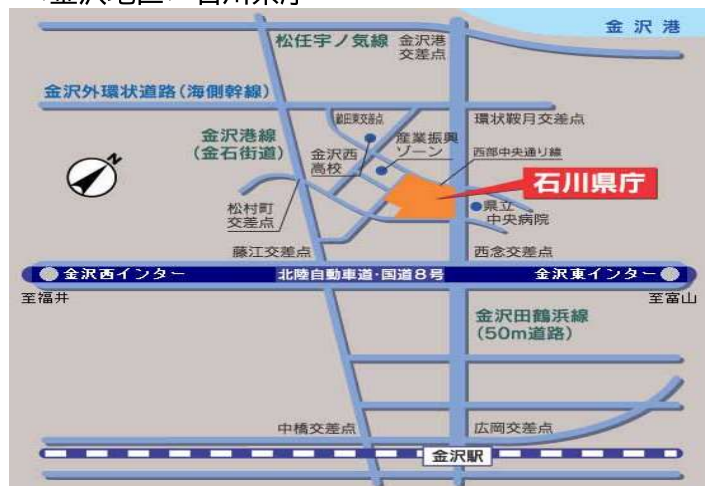 金沢港
松任宇ノ気線
金沢港
交差点
金沢外環状道路(海側幹線)
環状鞍月交差点
金沢港線
(金石街道)
産業振興
ゾーン
西部中央通り線
金沢西
高校
石川県庁
松村町
交差点
県立
中央病院
藤江交差点
西念交差点
金沢西インター
北陸自動車道・国道8号
金沢東インター
至福井
至富山
金沢田鶴浜線
(50m道路)
中橋交差点
広岡交差点
金沢駅